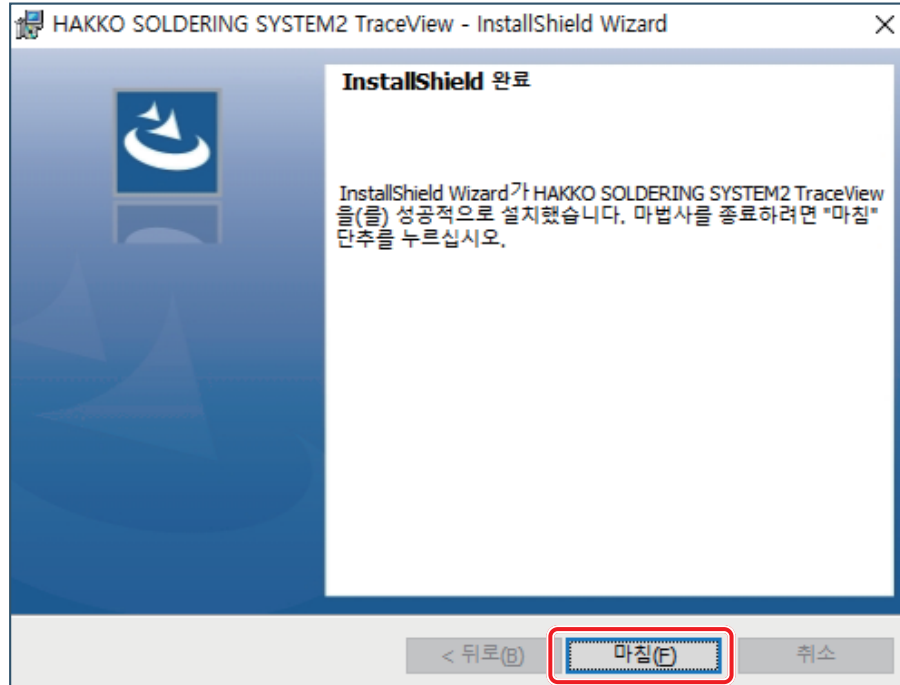 HAKKO SOLDERING SYSTEM2 TraceView - InstallShield Wizard
InstallShield 완료
InstallShield Wizard가 HAKKO SOLDERING SYSTEM2 TraceView
을(를) 성공적으로 설치했습니다. 마법사를 종료하려면 "마침"
단추를 누르십시오.
< 뒤로(B)
마침(F)
취소